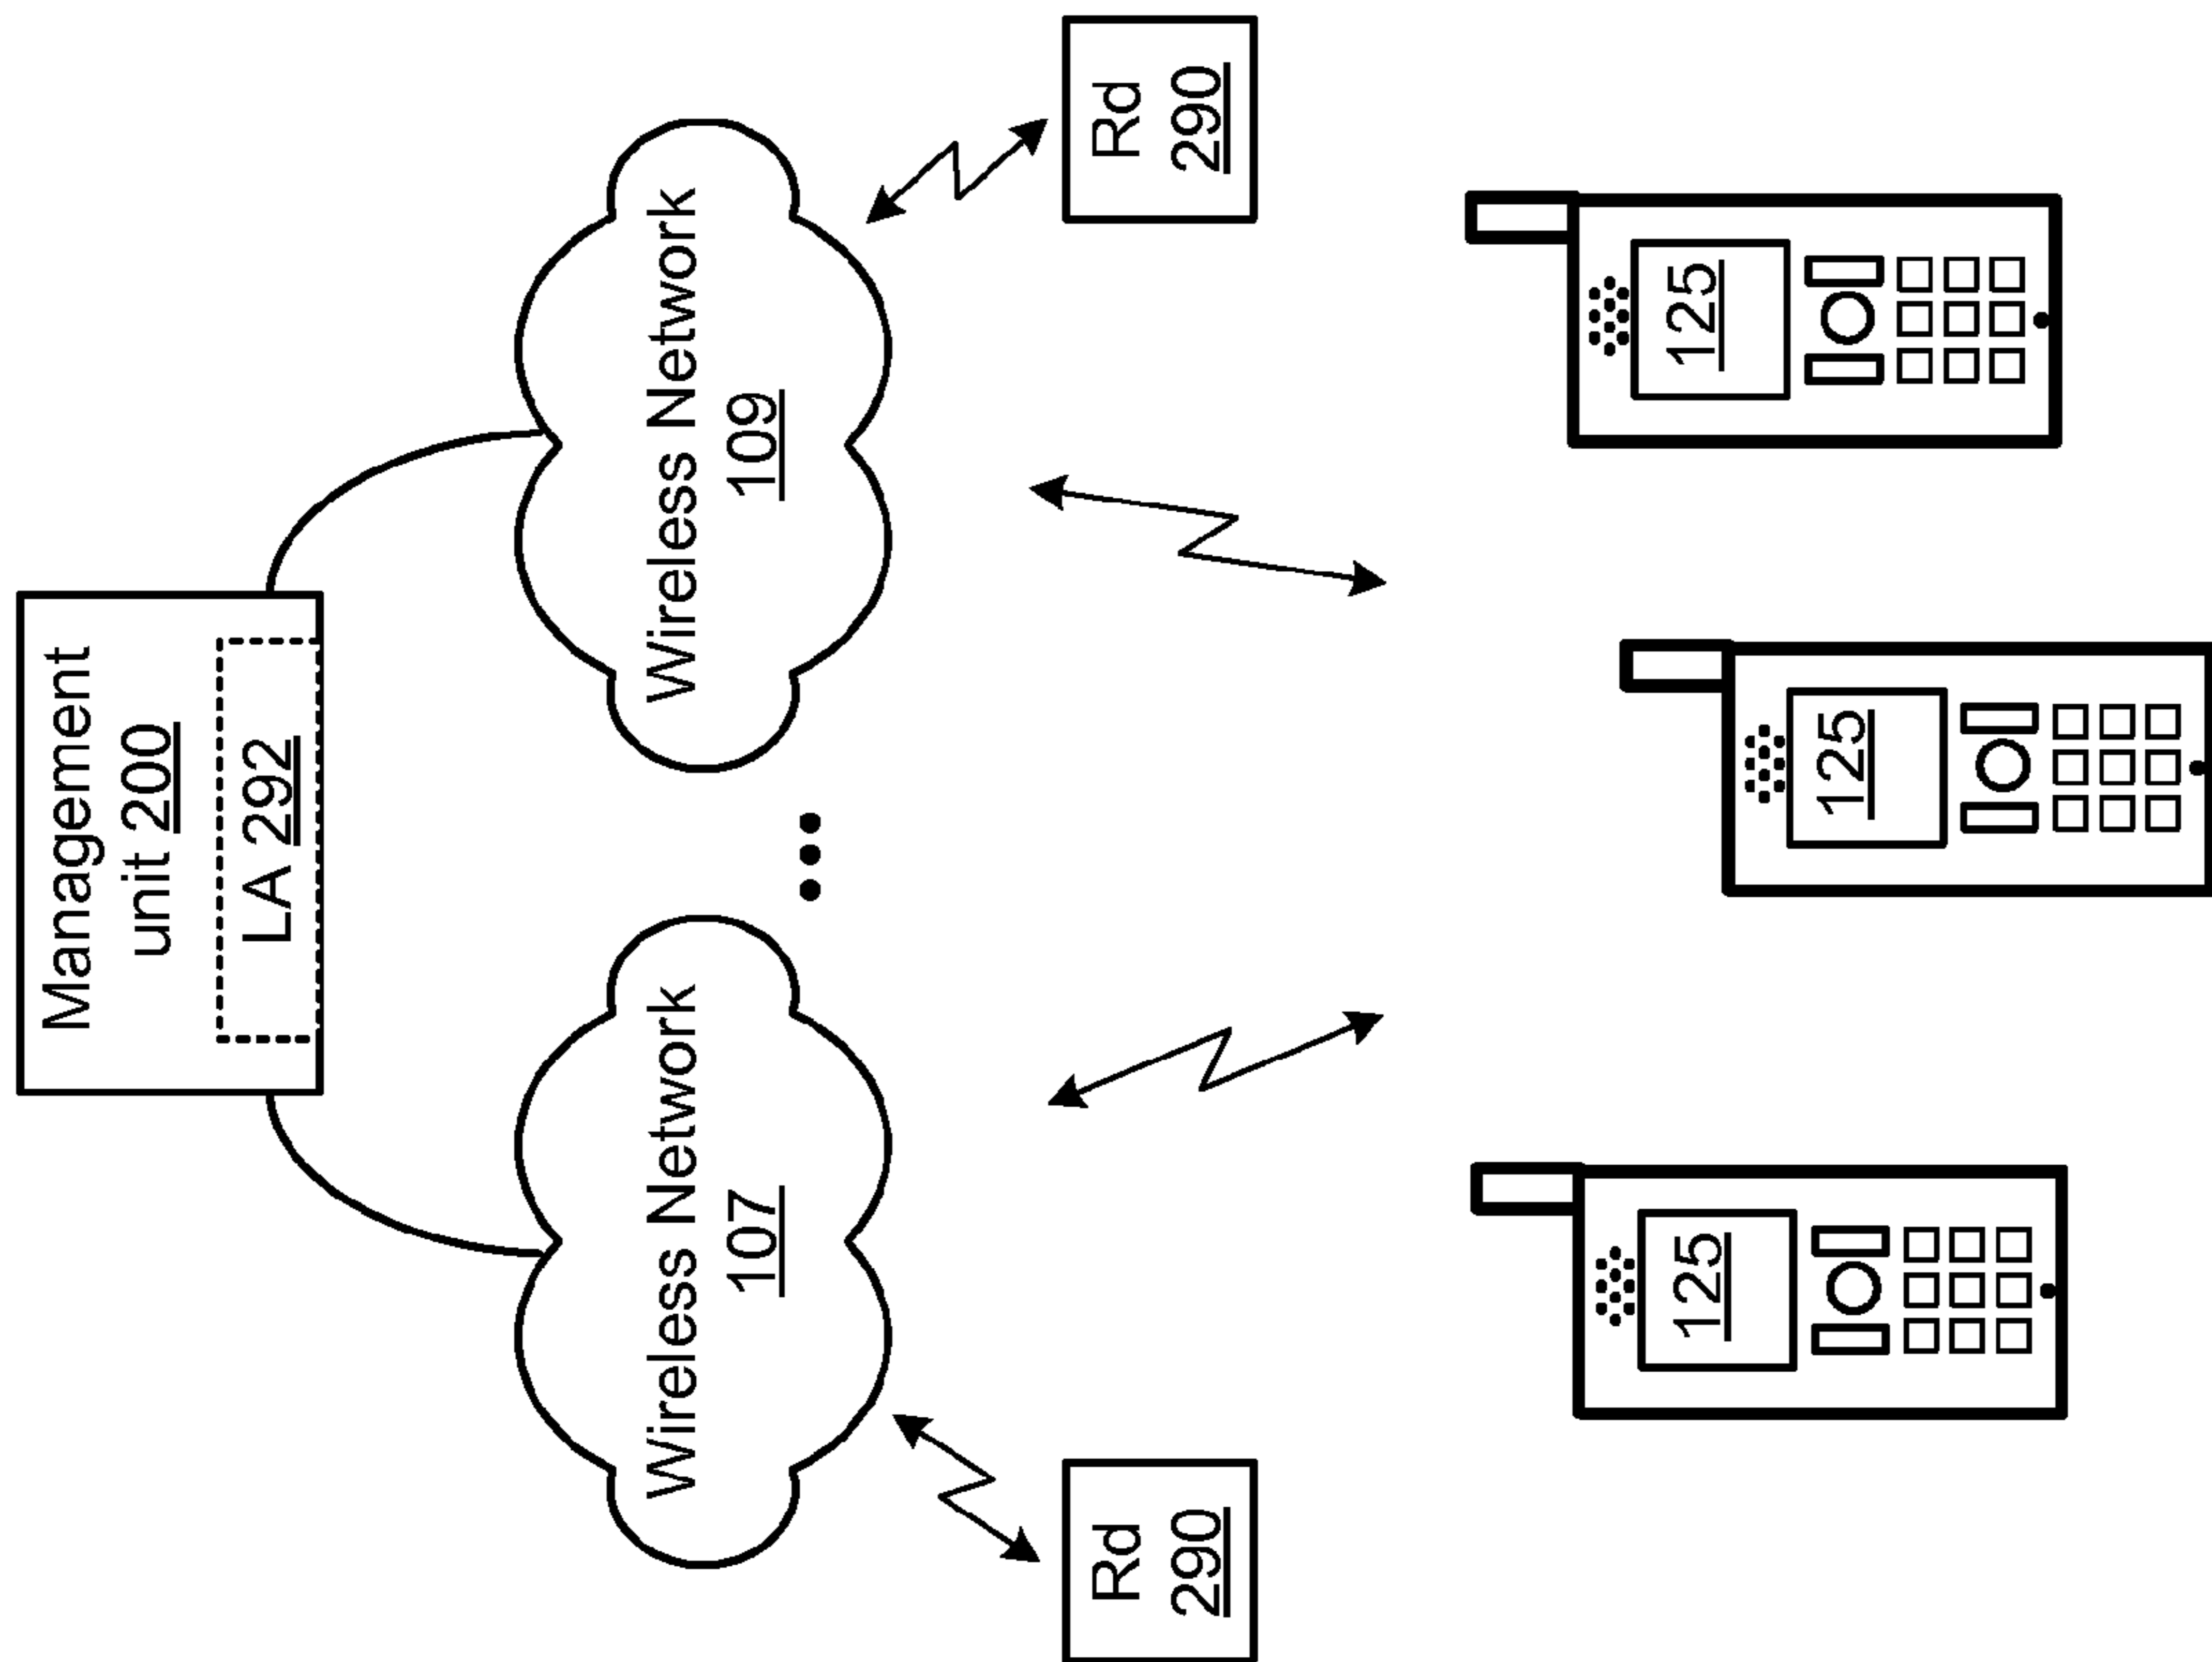 Management
unit 200
LA 292
Wireless Network
107
Wireless Network
109
Rd
290
Rd
290
125
125
125